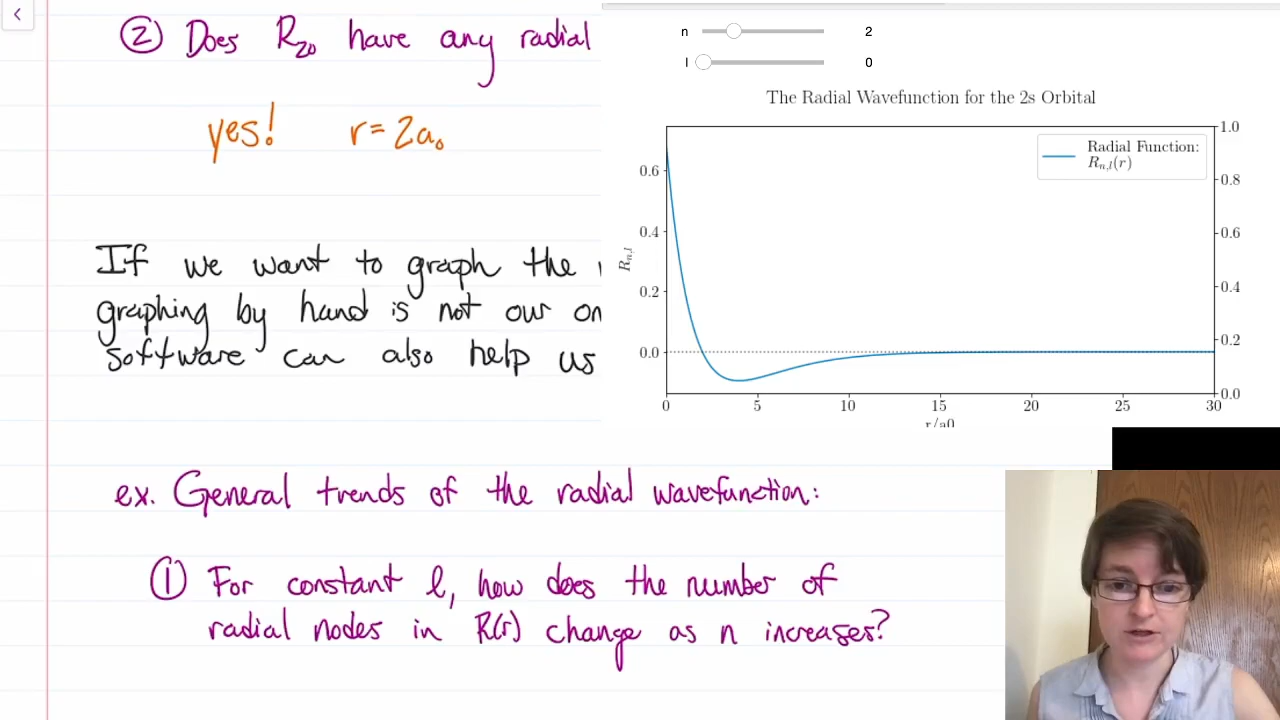 ② Does R₂₀ have any radial
yes! r = 2a₀
If we want to graph the
graphing by hand is not our on
software can also help us
ex. General trends of the radial wavefunction:
① For constant l, how does the number of
radial nodes in R(r) change as n increases?
n 2
l 0
The Radial Wavefunction for the 2s Orbital
Radial Function:
Rₙ,ₗ(r)
Rₙ,ₗ
0.6
0.4
0.2
0.0
1.0
0.8
0.6
0.4
0.2
0.0
0 5 10 15 20 25 30
r/a0